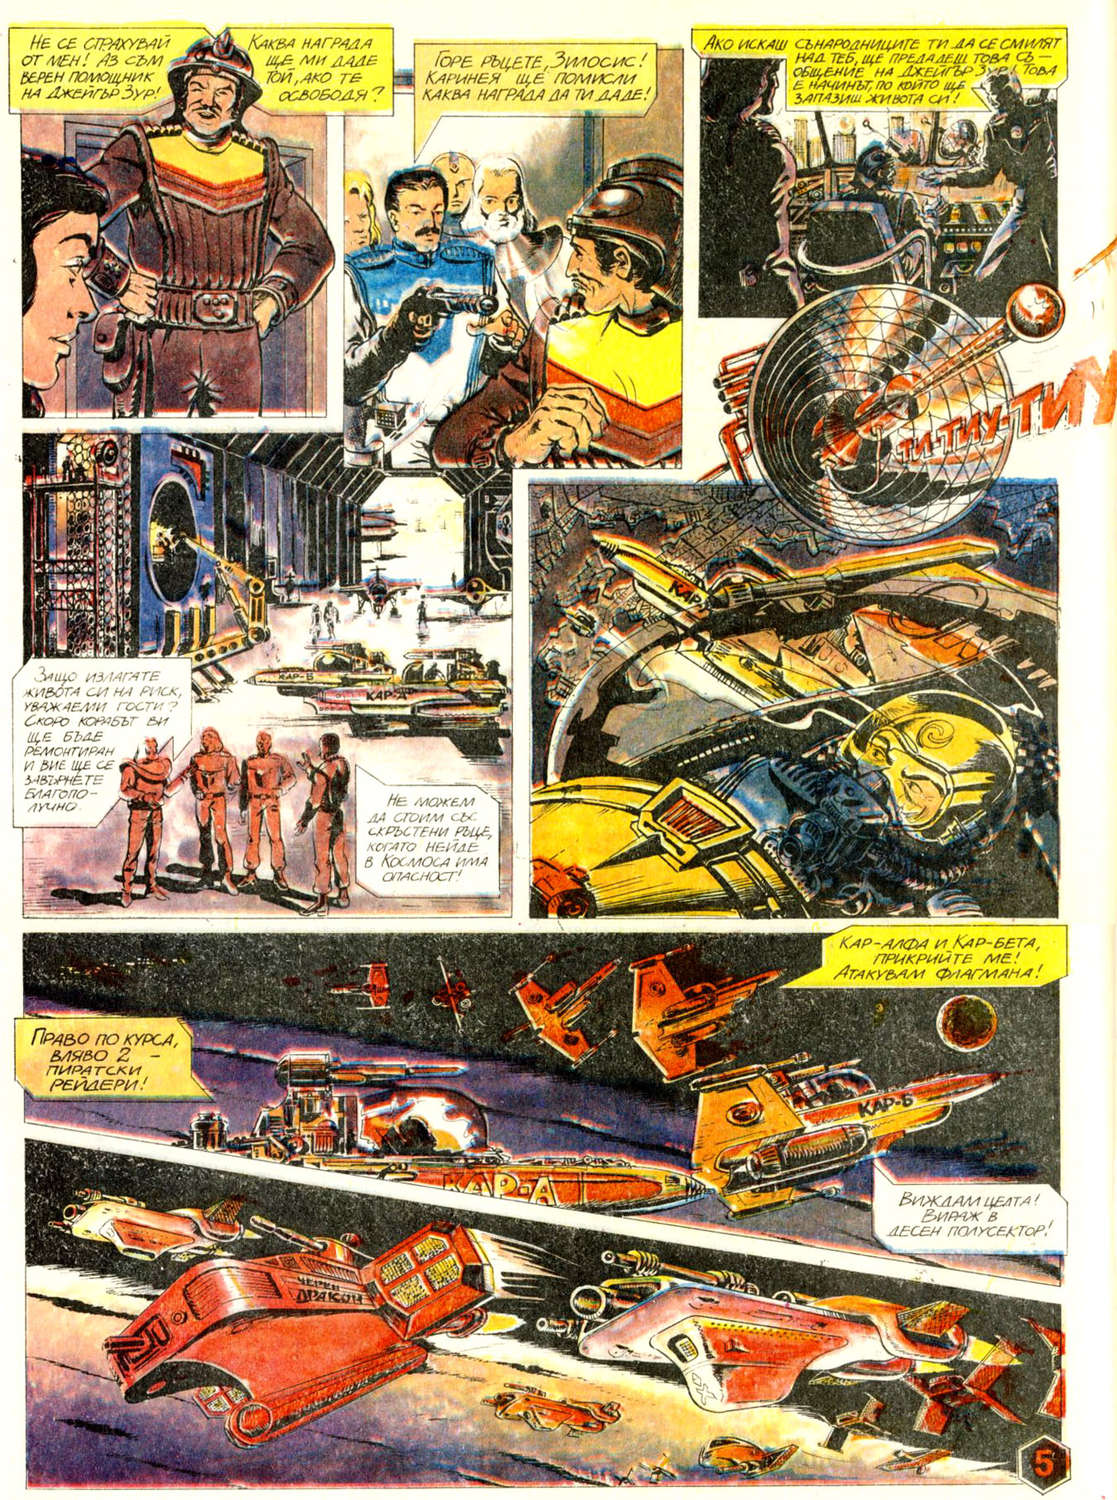 НЕ СЕ СТРАХУВАЙ
ОТ МЕН! АЗ СЪМ
ВЕРЕН ПОМОЩНИК
НА ДЖЕЙГЪР ЗУР!
КАКВА НАГРАДА
ЩЕ МИ ДАДЕ
ТОЙ, АКО ТЕ
ОСВОБОДЯ?
ГОРЕ РЪЦЕТЕ, ЗИЛОСИС!
КАРИНЕЯ ЩЕ ПОМИСЛИ
КАКВА НАГРАДА ДА ТИ ДАДЕ!
АКО ИСКАШ СЪНАРОДНИЦИТЕ ТИ ДА СЕ СМИЛЯТ
НАД ТЕБ, ЩЕ ПРЕДАДЕШ ТОВА СЪ-
ОБЩЕНИЕ НА ДЖЕЙГЪР ЗУР! ТОВА
Е НАЧИНЪТ, ПО КОЙТО ЩЕ
ЗАПАЗИШ ЖИВОТА СИ!
ТИ-ТИУ-ТИУ
КАР-Б
КАР-А
ЗАЩО ИЗЛАГАТЕ
ЖИВОТА СИ НА РИСК,
УВАЖАЕМИ ГОСТИ?
СКОРО КОРАБЪТ ВИ
ЩЕ БЪДЕ
РЕМОНТИРАН
И ВИЕ ЩЕ СЕ
ЗАВЪРНЕТЕ
БЛАГОПО-
ЛУЧНО.
НЕ МОЖЕМ
ДА СТОИМ СЪС
СКРЪСТЕНИ РЪЦЕ,
КОГАТО НЕЙДЕ
В КОСМОСА ИМА
ОПАСНОСТ!
КАР
КАР-АЛФА И КАР-БЕТА,
ПРИКРИЙТЕ МЕ!
АТАКУВАМ ФЛАГМАНА!
ПРАВО ПО КУРСА,
ВЛЯВО 2 –
ПИРАТСКИ
РЕЙДЕРИ!
КАР-Б
КАР-А
ВИЖДАМ ЦЕЛТА!
ВИРАЖ В
ДЕСЕН ПОЛУСЕКТОР!
ЧЕРЕН
ДРАКОН
5